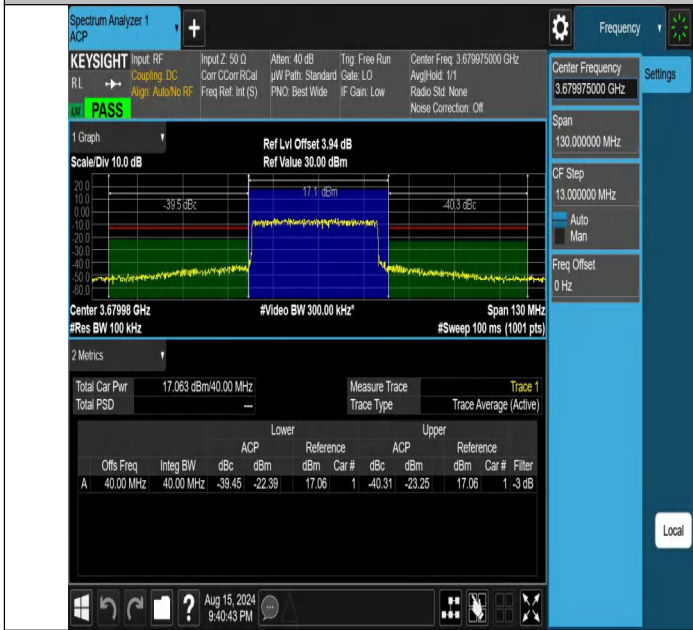 Spectrum Analyzer 1
ACP
+
Frequency
KEYSIGHT Input: RF Input Z: 50 Ω Atten: 40 dB Trig: Free Run Center Freq: 3.679975000 GHz
RL Coupling: DC Corr CCorr RCal µW Path: Standard Gate: LO Avg|Hold: 1/1
Align: Auto/No RF Freq Ref: Int (S) PNO: Best Wide IF Gain: Low Radio Std: None
Noise Correction: Off
PASS
Center Frequency
3.679975000 GHz
Settings
Span
130.000000 MHz
CF Step
13.000000 MHz
Auto
Man
Freq Offset
0 Hz
1 Graph
Ref Lvl Offset 3.94 dB
Scale/Div 10.0 dB Ref Value 30.00 dBm
20.0
10.0
0.00
-10.0
-20.0
-30.0
-40.0
-50.0
-60.0
-39.5 dBc 17.1 dBm -40.3 dBc
Center 3.67998 GHz #Video BW 300.00 kHz* Span 130 MHz
#Res BW 100 kHz #Sweep 100 ms (1001 pts)
2 Metrics
Total Car Pwr 17.063 dBm/40.00 MHz Measure Trace Trace 1
Total PSD --- Trace Type Trace Average (Active)
Lower Upper
ACP Reference ACP Reference
Offs Freq Integ BW dBc dBm dBm Car # dBc dBm dBm Car # Filter
A 40.00 MHz 40.00 MHz -39.45 -22.39 17.06 1 -40.31 -23.25 17.06 1 -3 dB
Local
? Aug 15, 2024
9:40:43 PM